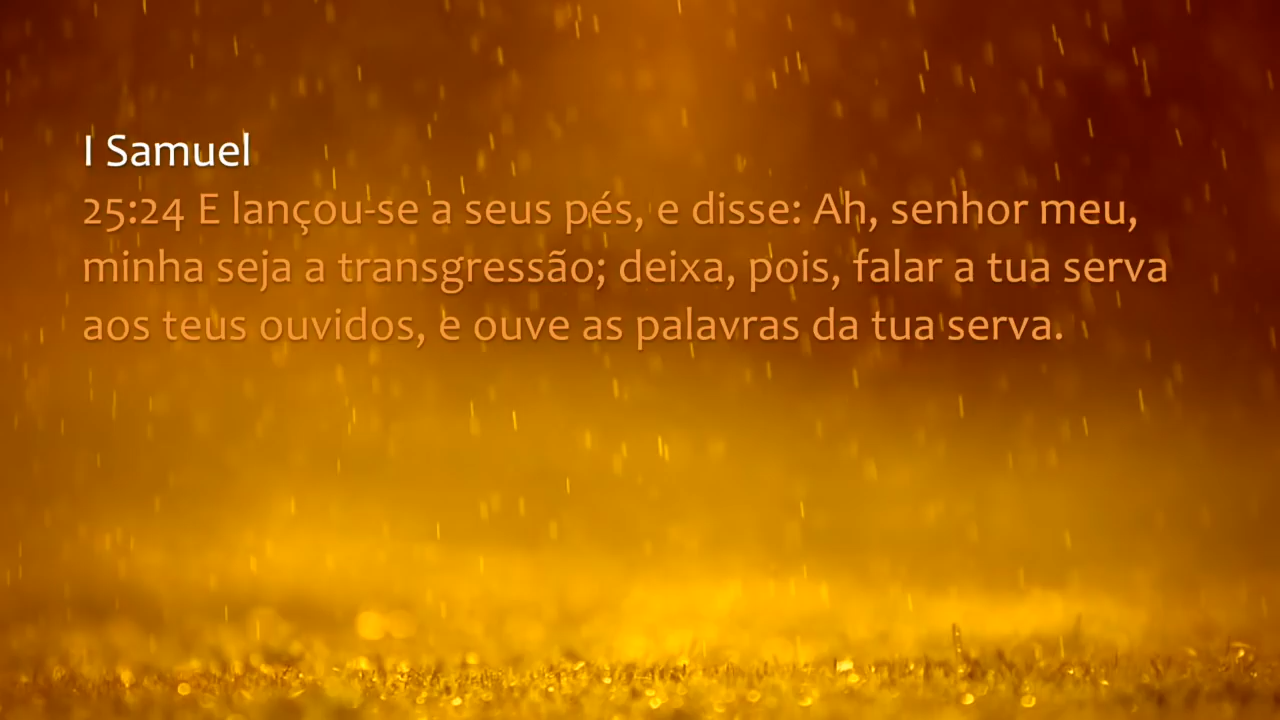 I Samuel
25:24 E lançou-se a seus pés, e disse: Ah, senhor meu,
minha seja a transgressão; deixa, pois, falar a tua serva
aos teus ouvidos, e ouve as palavras da tua serva.